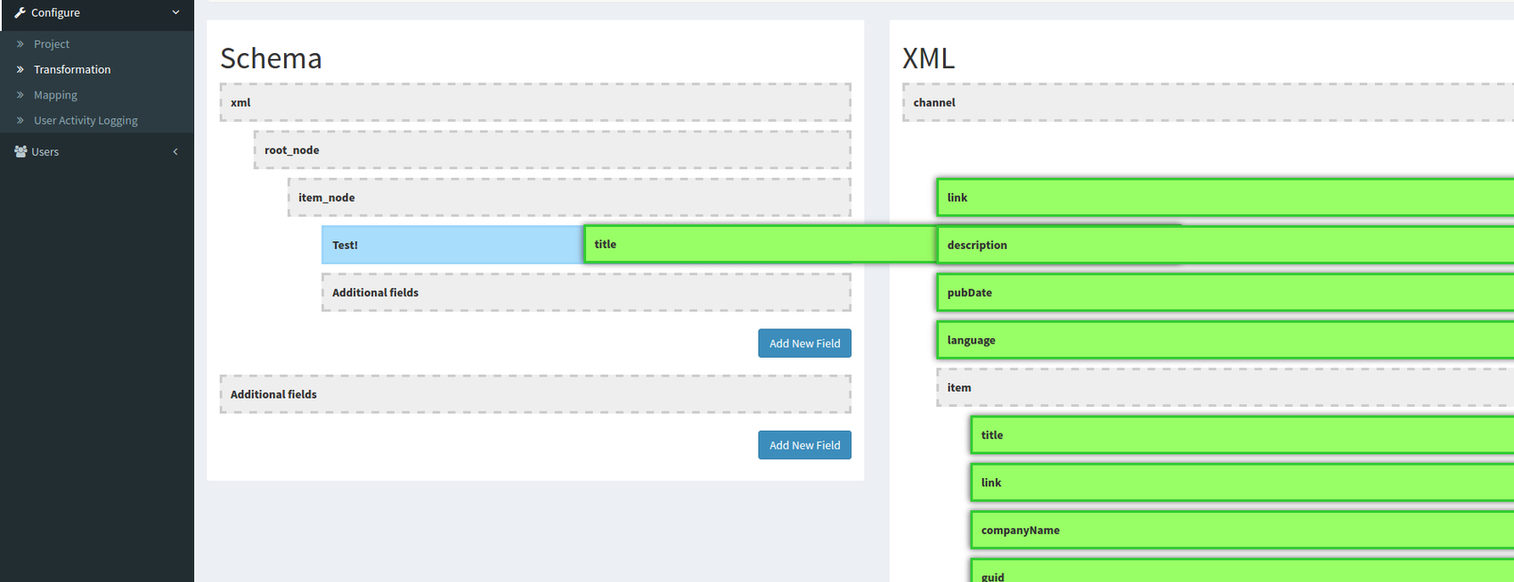 Configure
Project
Transformation
Mapping
User Activity Logging
Users
Schema
xml
root_node
item_node
Test!
title
Additional fields
Add New Field
Additional fields
Add New Field
XML
channel
link
description
pubDate
language
item
title
link
companyName
guid